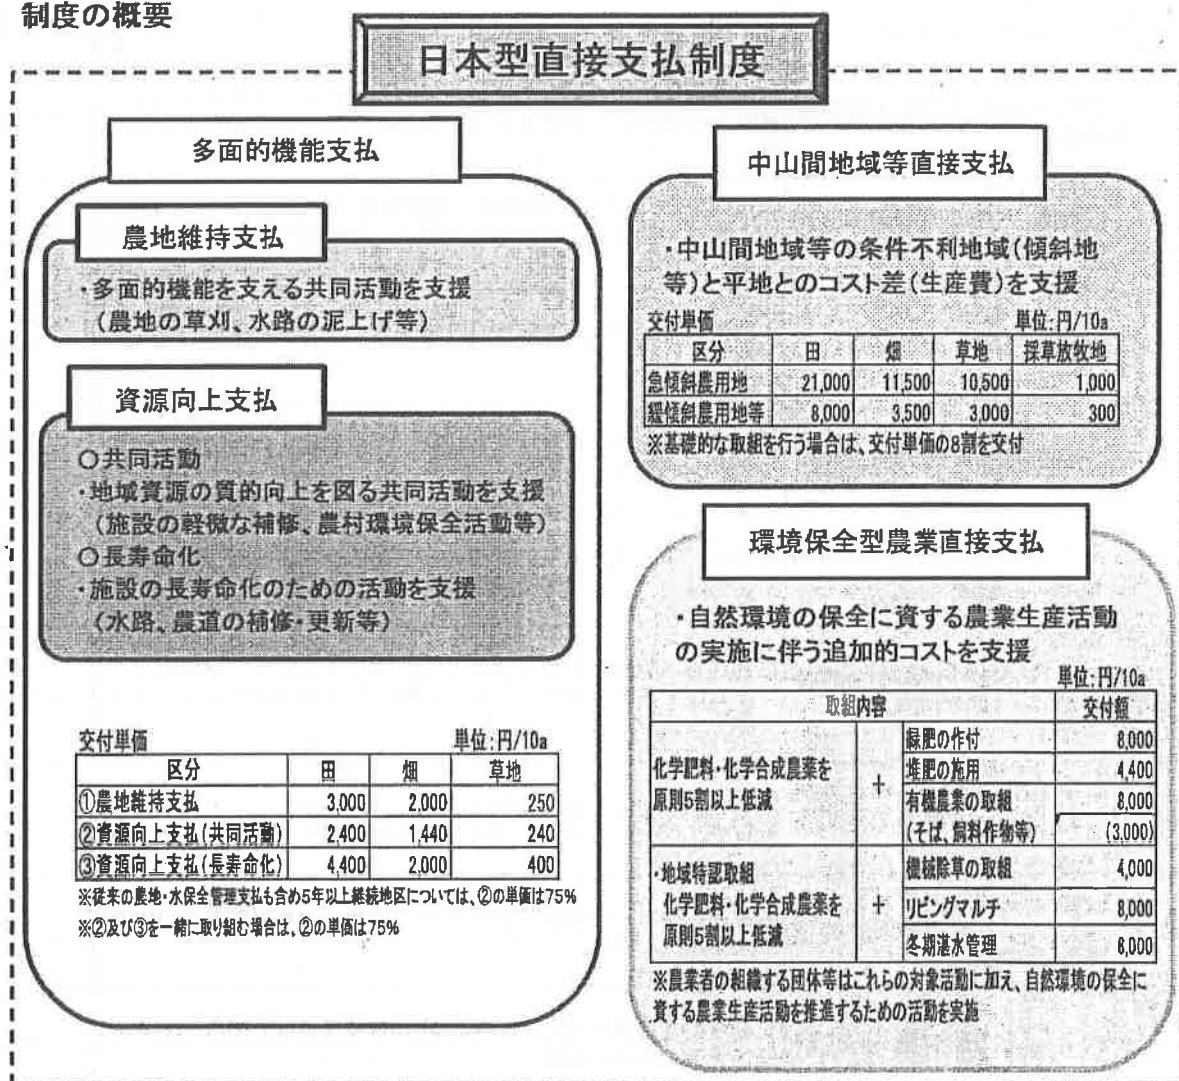 制度の概要
日本型直接支払制度
多面的機能支払
農地維持支払
・多面的機能を支える共同活動を支援
(農地の草刈、水路の泥上げ等)
資源向上支払
○共同活動
・地域資源の質的向上を図る共同活動を支援
(施設の軽微な補修、農村環境保全活動等)
○長寿命化
・施設の長寿命化のための活動を支援
(水路、農道の補修・更新等)
交付単価 単位:円/10a
区分 田 畑 草地
①農地維持支払 3,000 2,000 250
②資源向上支払(共同活動) 2,400 1,440 240
③資源向上支払(長寿命化) 4,400 2,000 400
※従来の農地・水保全管理支払も含め5年以上継続地区については、②の単価は75%
※②及び③を一緒に取り組む場合は、②の単価は75%
中山間地域等直接支払
・中山間地域等の条件不利地域(傾斜地
等)と平地とのコスト差(生産費)を支援
交付単価 単位:円/10a
区分 田 畑 草地 採草放牧地
急傾斜農用地 21,000 11,500 10,500 1,000
緩傾斜農用地等 8,000 3,500 3,000 300
※基礎的な取組を行う場合は、交付単価の8割を交付
環境保全型農業直接支払
・自然環境の保全に資する農業生産活動
の実施に伴う追加的コストを支援
単位:円/10a
取組内容 交付額
化学肥料・化学合成農薬を
原則5割以上低減
+
緑肥の作付 8,000
堆肥の施用 4,400
有機農業の取組 8,000
(そば、飼料作物等) (3,000)
・地域特認取組
化学肥料・化学合成農薬を
原則5割以上低減
+
機械除草の取組 4,000
リビングマルチ 8,000
冬期湛水管理 8,000
※農業者の組織する団体等はこれらの対象活動に加え、自然環境の保全に
資する農業生産活動を推進するための活動を実施